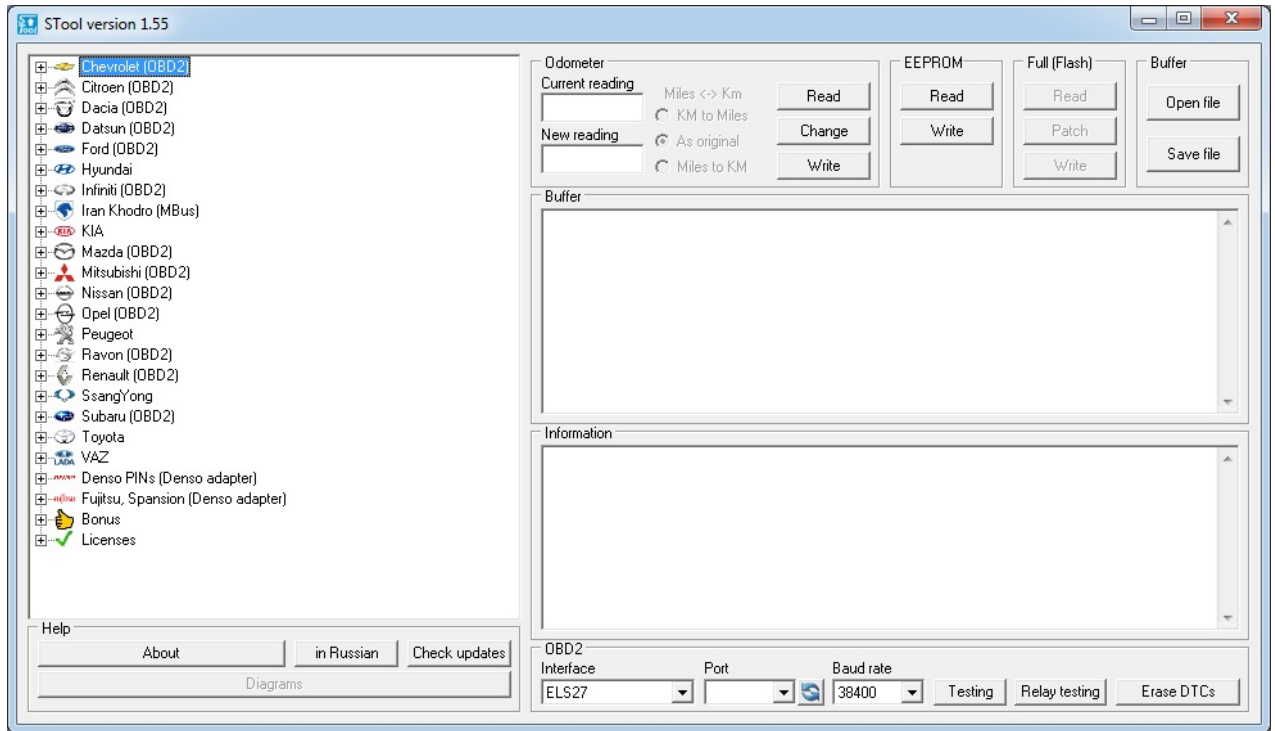 STool version 1.55
Chevrolet (OBD2)
Citroen (OBD2)
Dacia (OBD2)
Datsun (OBD2)
Ford (OBD2)
Hyundai
Infiniti (OBD2)
Iran Khodro (MBus)
KIA
Mazda (OBD2)
Mitsubishi (OBD2)
Nissan (OBD2)
Opel (OBD2)
Peugeot
Ravon (OBD2)
Renault (OBD2)
SsangYong
Subaru (OBD2)
Toyota
VAZ
Denso PINs (Denso adapter)
Fujitsu, Spansion (Denso adapter)
Bonus
Licenses
Help
About
in Russian
Check updates
Diagrams
Odometer
Current reading
New reading
Miles <-> Km
KM to Miles
As original
Miles to KM
Read
Change
Write
EEPROM
Read
Write
Full (Flash)
Read
Patch
Write
Buffer
Open file
Save file
Buffer
Information
OBD2
Interface
ELS27
Port
Baud rate
38400
Testing
Relay testing
Erase DTCs